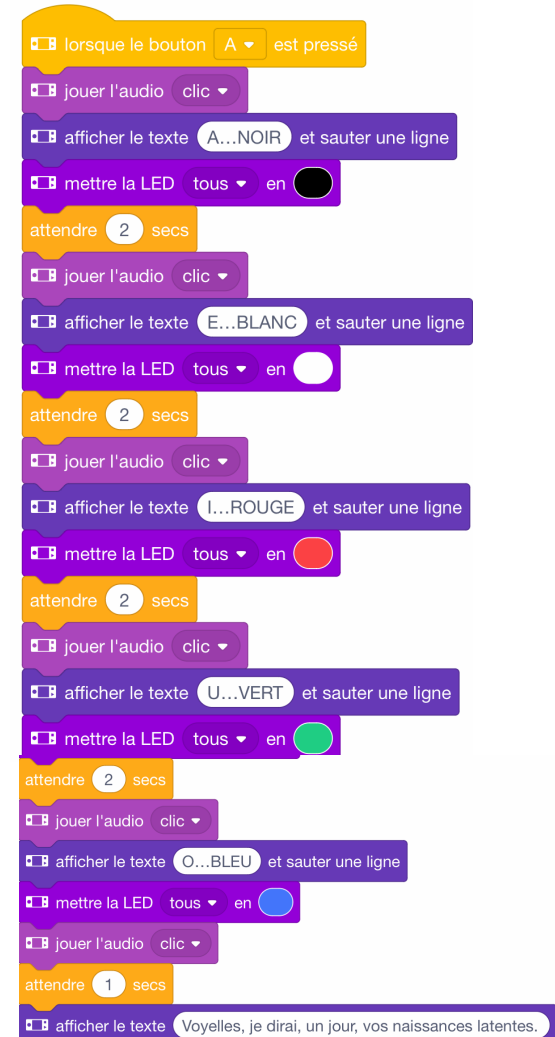 lorsque le bouton A est pressé
jouer l'audio clic
afficher le texte A...NOIR et sauter une ligne
mettre la LED tous en
attendre 2 secs
jouer l'audio clic
afficher le texte E...BLANC et sauter une ligne
mettre la LED tous en
attendre 2 secs
jouer l'audio clic
afficher le texte I...ROUGE et sauter une ligne
mettre la LED tous en
attendre 2 secs
jouer l'audio clic
afficher le texte U...VERT et sauter une ligne
mettre la LED tous en
attendre 2 secs
jouer l'audio clic
afficher le texte O...BLEU et sauter une ligne
mettre la LED tous en
jouer l'audio clic
attendre 1 secs
afficher le texte Voyelles, je dirai, un jour, vos naissances latentes.